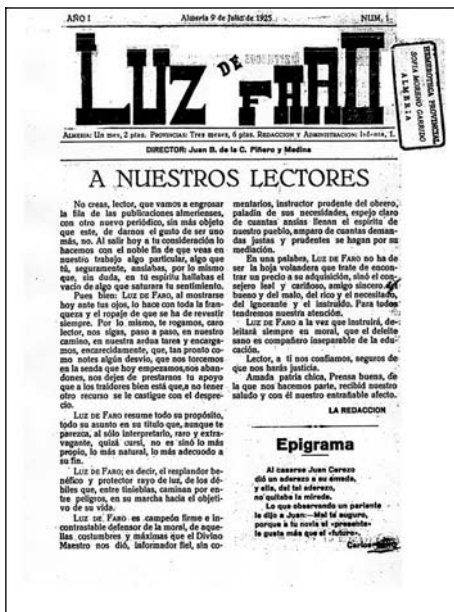 AÑO I Almería 9 de Julio de 1925 NUM. 1.
LUZ DE FARO
HEMEROTECA PROVINCIAL
SOFIA MORENO GARRIDO
ALMERIA
ALMERIA: Un mes, 2 ptas. PROVINCIAS: Tres meses, 6 ptas. REDACCION Y ADMINISTRACION: Infanta, 1.
DIRECTOR: Juan B. de la C. Piñero y Medina
A NUESTROS LECTORES
No creas, lector, que vamos a engrosar
la fila de las publicaciones almerienses,
con otro nuevo periódico, sin más objeto
que este, de darnos el gusto de ser uno
más, no. Al salir hoy a tu consideración lo
hacemos con el noble fin de que veas en
nuestro trabajo algo particular, algo que
tú, seguramente, ansiabas, por lo mismo
que, sin duda, en tu espíritu hallabas el
vacío de algo que saturara tu sentimiento.
Pues bien: LUZ DE FARO, al mostrarse
hoy ante tus ojos, lo hace con toda la fran-
queza y el ropaje de que se ha de revestir
siempre. Por lo mismo, te rogamos, caro
lector, nos sigas, paso a paso, en nuestro
camino, en nuestra ardua tarea y encarga-
mos, encarecidamente, que, tan pronto co-
mo notes algún desvío, que nos torcemos
en la senda que hoy empezamos, nos aban-
dones, nos dejes de prestarnos tu apoyo
que a los traidores bien está que, a no tener
otro recurso se le castigue con el despre-
cio.
LUZ DE FARO resume todo su propósito,
todo su asunto en su título que, aunque te
parezca, al sólo interpretarlo, raro y extra-
vagante, quizá cursi, no es sinó lo más
propio, lo más natural, lo más adecuado a
su fin.
LUZ DE FARO; es decir, el resplandor be-
néfico y protector rayo de luz, de los dé-
biles que, entre tinieblas, caminan por en-
tre peligros, en su marcha hacia el objeti-
vo de su vida.
LUZ DE FARO es campeón firme e in-
contrastable defensor de la moral, de aque-
llas costumbres y máximas que el Divino
Maestro nos dió, informador fiel, sin co-
mentarios, instructor prudente del obrero,
paladín de sus necesidades, espejo claro
de cuantas ansias llenan el espíritu de
nuestro pueblo, amparo de cuantas deman-
das justas y prudentes se hagan por su
mediación.
En una palabra, LUZ DE FARO no ha de
ser la hoja volandera que trate de encon-
trar un precio a su adquisición, sinó el con-
sejero leal y cariñoso, amigo sincero del
bueno y del malo, del rico y el necesitado,
del ignorante y el instruido. Para todos
tendremos nuestra atención.
LUZ DE FARO a la vez que instruirá, de-
leitará siempre en moral, que el deleite
sano es compañero inseparable de la edu-
cación.
Lector, a tí nos confiamos, seguros de
que nos harás justicia.
Amada patria chica, Prensa buena, de
la que nos hacemos parte, recibid nuestro
saludo y con él nuestro entrañable afecto.
LA REDACCION
Epigrama
Al casarse Juan Cerezo
dió un aderezo a su amada,
y ella, del tal aderezo,
no quitaba la mirada.
Lo que observando un pariente
le dijo a Juan:—Mal te auguro,
porque a tu novia el «presente»
le gusta más que el «futuro».
Carlos